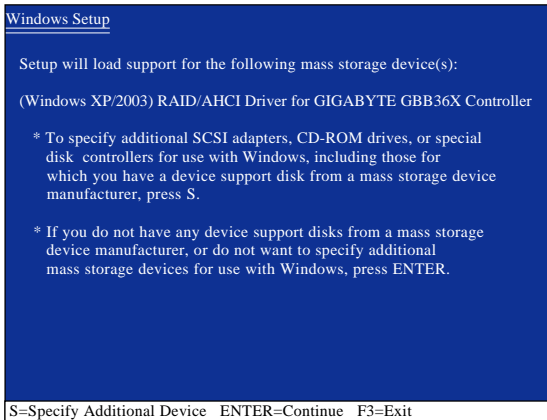 Windows Setup
Setup will load support for the following mass storage device(s):
(Windows XP/2003) RAID/AHCI Driver for GIGABYTE GBB36X Controller
* To specify additional SCSI adapters, CD-ROM drives, or special
disk controllers for use with Windows, including those for
which you have a device support disk from a mass storage device
manufacturer, press S.
* If you do not have any device support disks from a mass storage
device manufacturer, or do not want to specify additional
mass storage devices for use with Windows, press ENTER.
S=Specify Additional Device ENTER=Continue F3=Exit